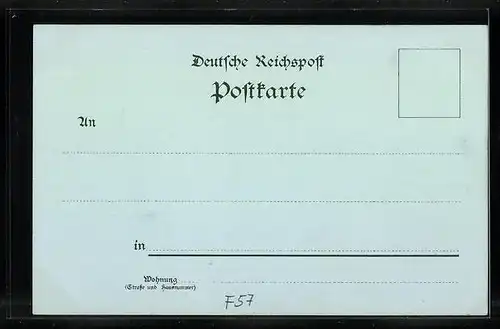 Deutsche Reichspost
Postkarte
An
in
Wohnung
(Straße und Hausnummer)
F57